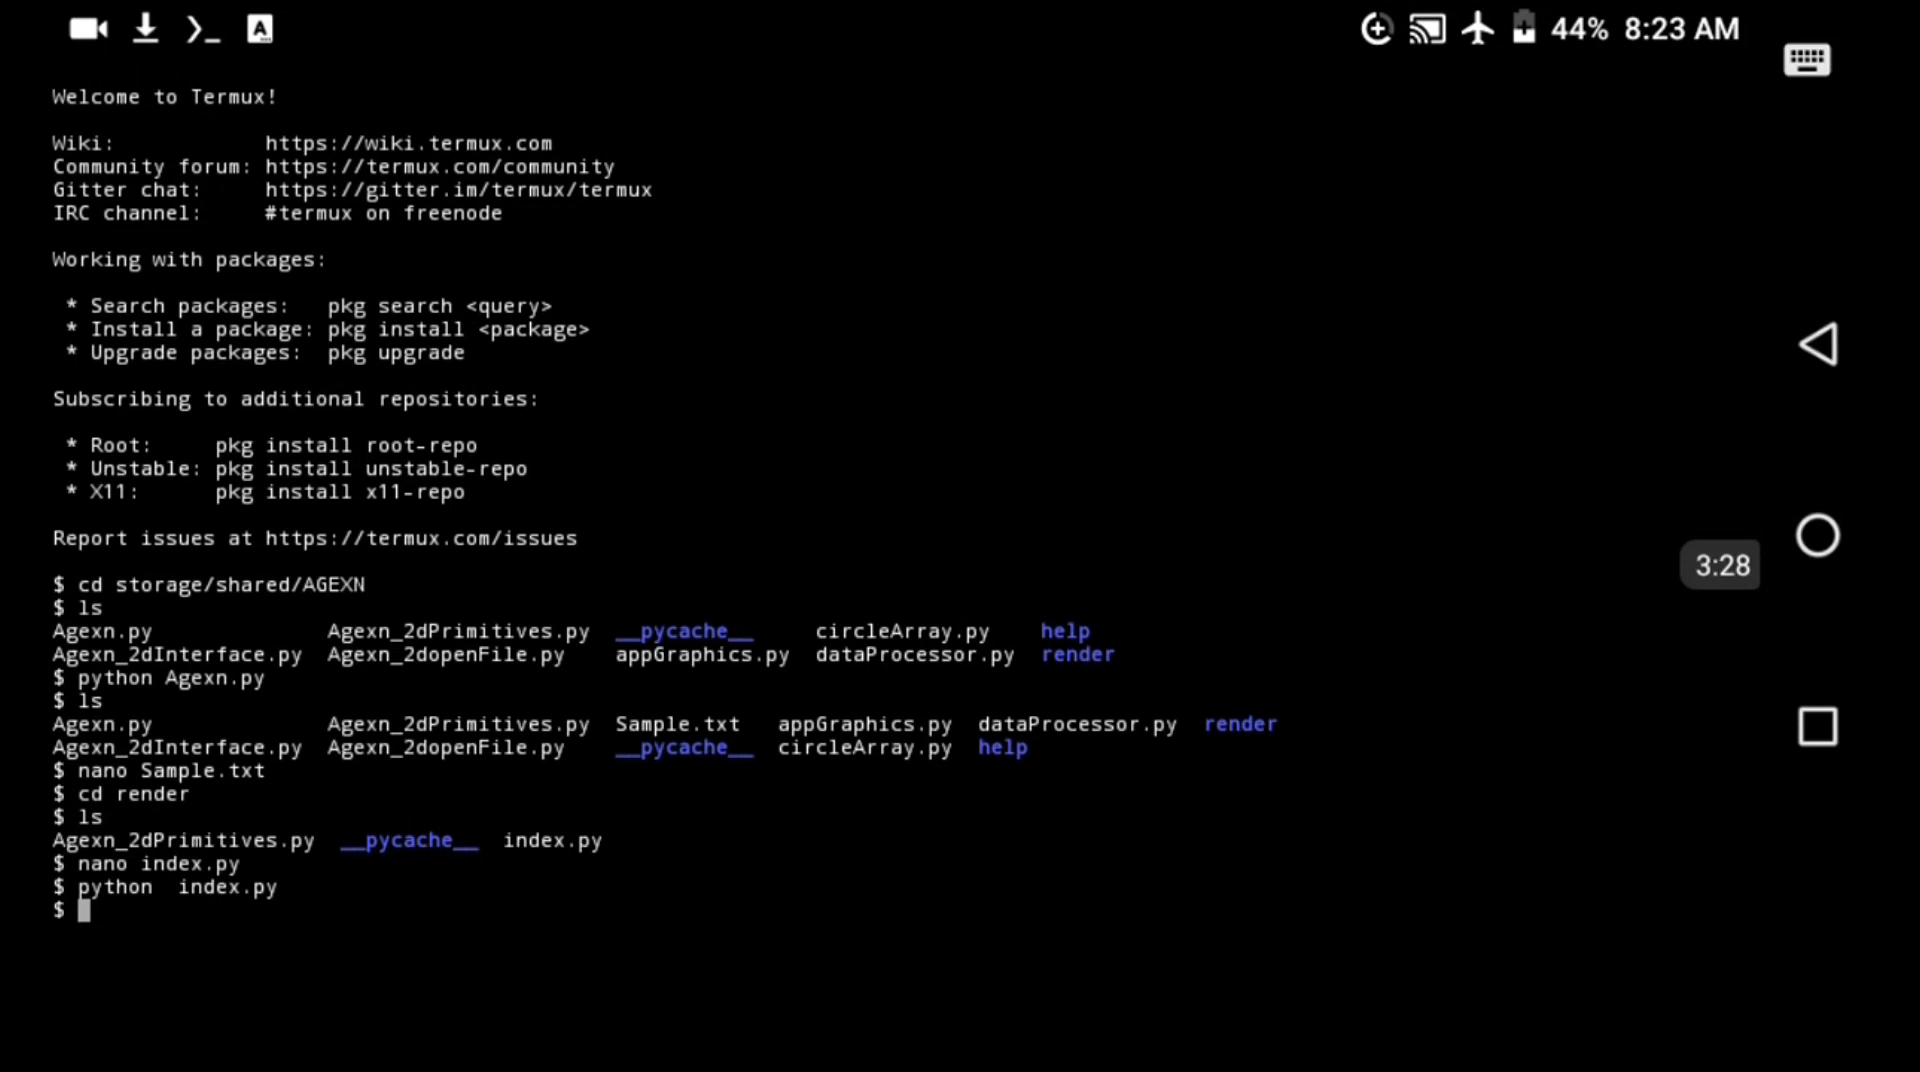 44% 8:23 AM
Welcome to Termux!
Wiki: https://wiki.termux.com
Community forum: https://termux.com/community
Gitter chat: https://gitter.im/termux/termux
IRC channel: #termux on freenode
Working with packages:
* Search packages: pkg search <query>
* Install a package: pkg install <package>
* Upgrade packages: pkg upgrade
Subscribing to additional repositories:
* Root: pkg install root-repo
* Unstable: pkg install unstable-repo
* X11: pkg install x11-repo
Report issues at https://termux.com/issues
3:28
$ cd storage/shared/AGEXN
$ ls
Agexn.py Agexn_2dPrimitives.py __pycache__ circleArray.py help
Agexn_2dInterface.py Agexn_2dopenFile.py appGraphics.py dataProcessor.py render
$ python Agexn.py
$ ls
Agexn.py Agexn_2dPrimitives.py Sample.txt appGraphics.py dataProcessor.py render
Agexn_2dInterface.py Agexn_2dopenFile.py __pycache__ circleArray.py help
$ nano Sample.txt
$ cd render
$ ls
Agexn_2dPrimitives.py __pycache__ index.py
$ nano index.py
$ python  index.py
$